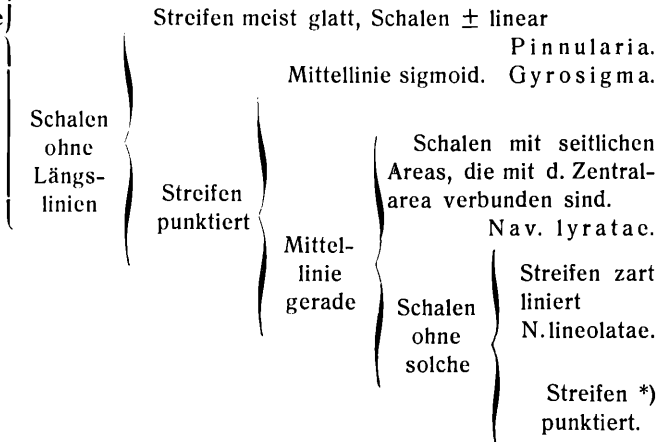 e
Streifen meist glatt, Schalen ± linear
Pinnularia.
Mittellinie sigmoid. Gyrosigma.
Schalen
ohne
Längs-
linien
Streifen
punktiert
Mittel-
linie
gerade
Schalen mit seitlichen
Areas, die mit d. Zentral-
area verbunden sind.
Nav. lyratae.
Schalen
ohne
solche
Streifen zart
liniert
N. lineolatae.
Streifen *)
punktiert.